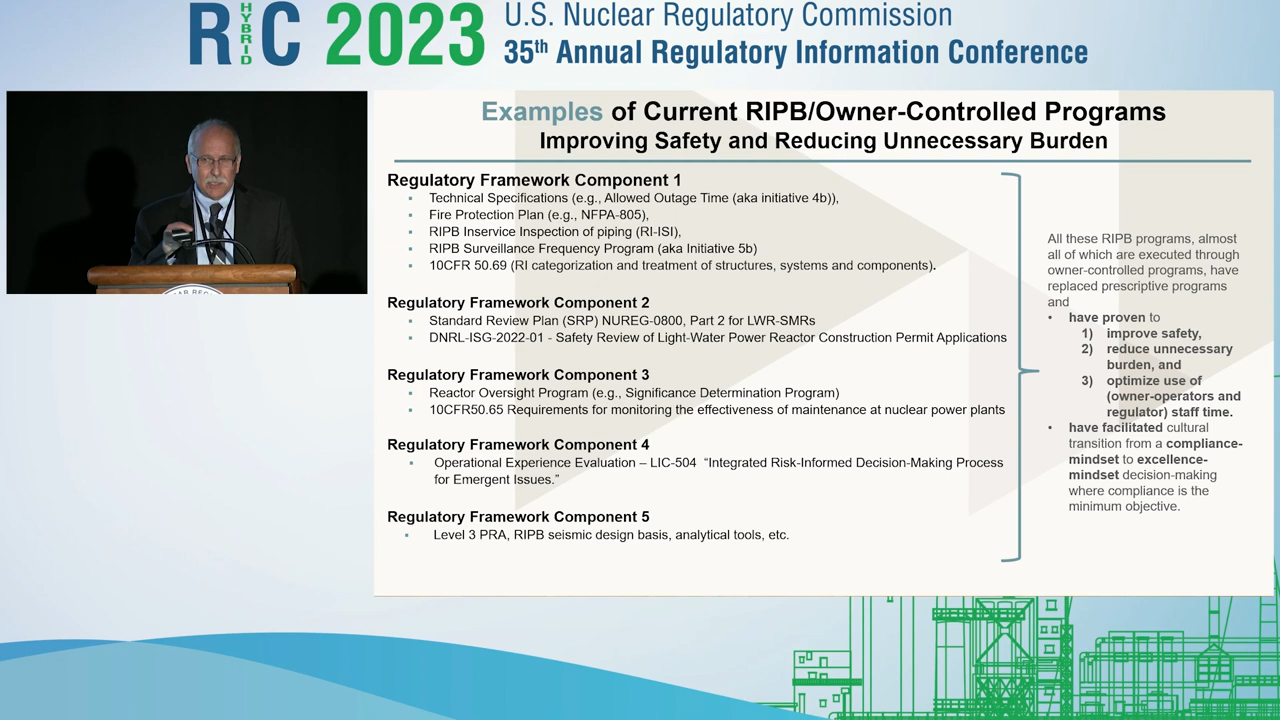 RIC 2023
HYBRID
U.S. Nuclear Regulatory Commission
35th Annual Regulatory Information Conference
Examples of Current RIPB/Owner-Controlled Programs
Improving Safety and Reducing Unnecessary Burden
Regulatory Framework Component 1
▪ Technical Specifications (e.g., Allowed Outage Time (aka initiative 4b)),
▪ Fire Protection Plan (e.g., NFPA-805),
▪ RIPB Inservice Inspection of piping (RI-ISI),
▪ RIPB Surveillance Frequency Program (aka Initiative 5b)
▪ 10CFR 50.69 (RI categorization and treatment of structures, systems and components).
Regulatory Framework Component 2
▪ Standard Review Plan (SRP) NUREG-0800, Part 2 for LWR-SMRs
▪ DNRL-ISG-2022-01 - Safety Review of Light-Water Power Reactor Construction Permit Applications
Regulatory Framework Component 3
▪ Reactor Oversight Program (e.g., Significance Determination Program)
▪ 10CFR50.65 Requirements for monitoring the effectiveness of maintenance at nuclear power plants
Regulatory Framework Component 4
▪ Operational Experience Evaluation – LIC-504 “Integrated Risk-Informed Decision-Making Process
for Emergent Issues.”
Regulatory Framework Component 5
▪ Level 3 PRA, RIPB seismic design basis, analytical tools, etc.
All these RIPB programs, almost
all of which are executed through
owner-controlled programs, have
replaced prescriptive programs
and
• have proven to
1) improve safety,
2) reduce unnecessary
burden, and
3) optimize use of
(owner-operators and
regulator) staff time.
• have facilitated cultural
transition from a compliance-
mindset to excellence-
mindset decision-making
where compliance is the
minimum objective.